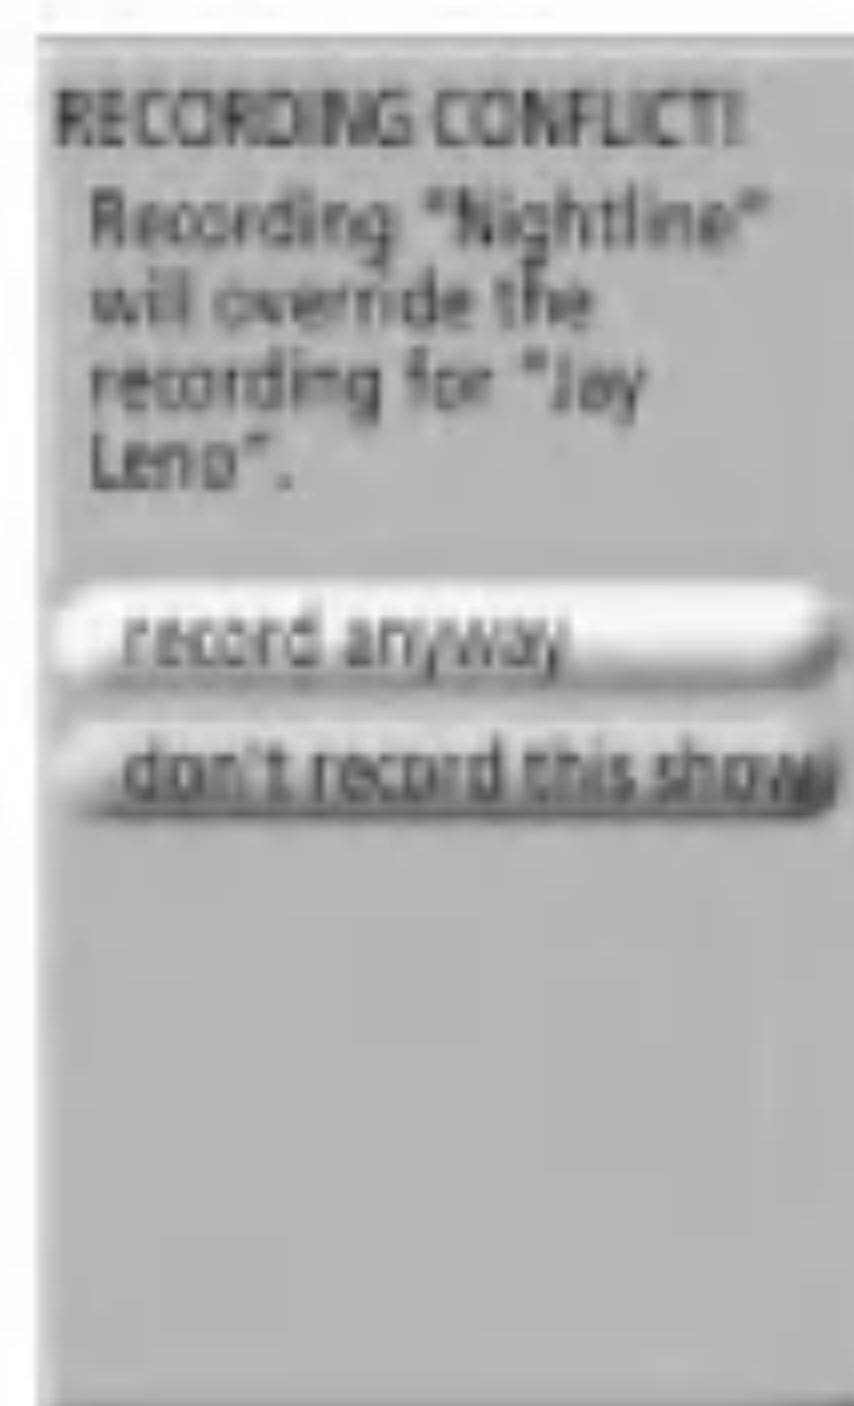 RECORDING CONFLICT!
Recording "Nightline"
will override the
recording for "Jay
Leno".
record anyway
don't record this show